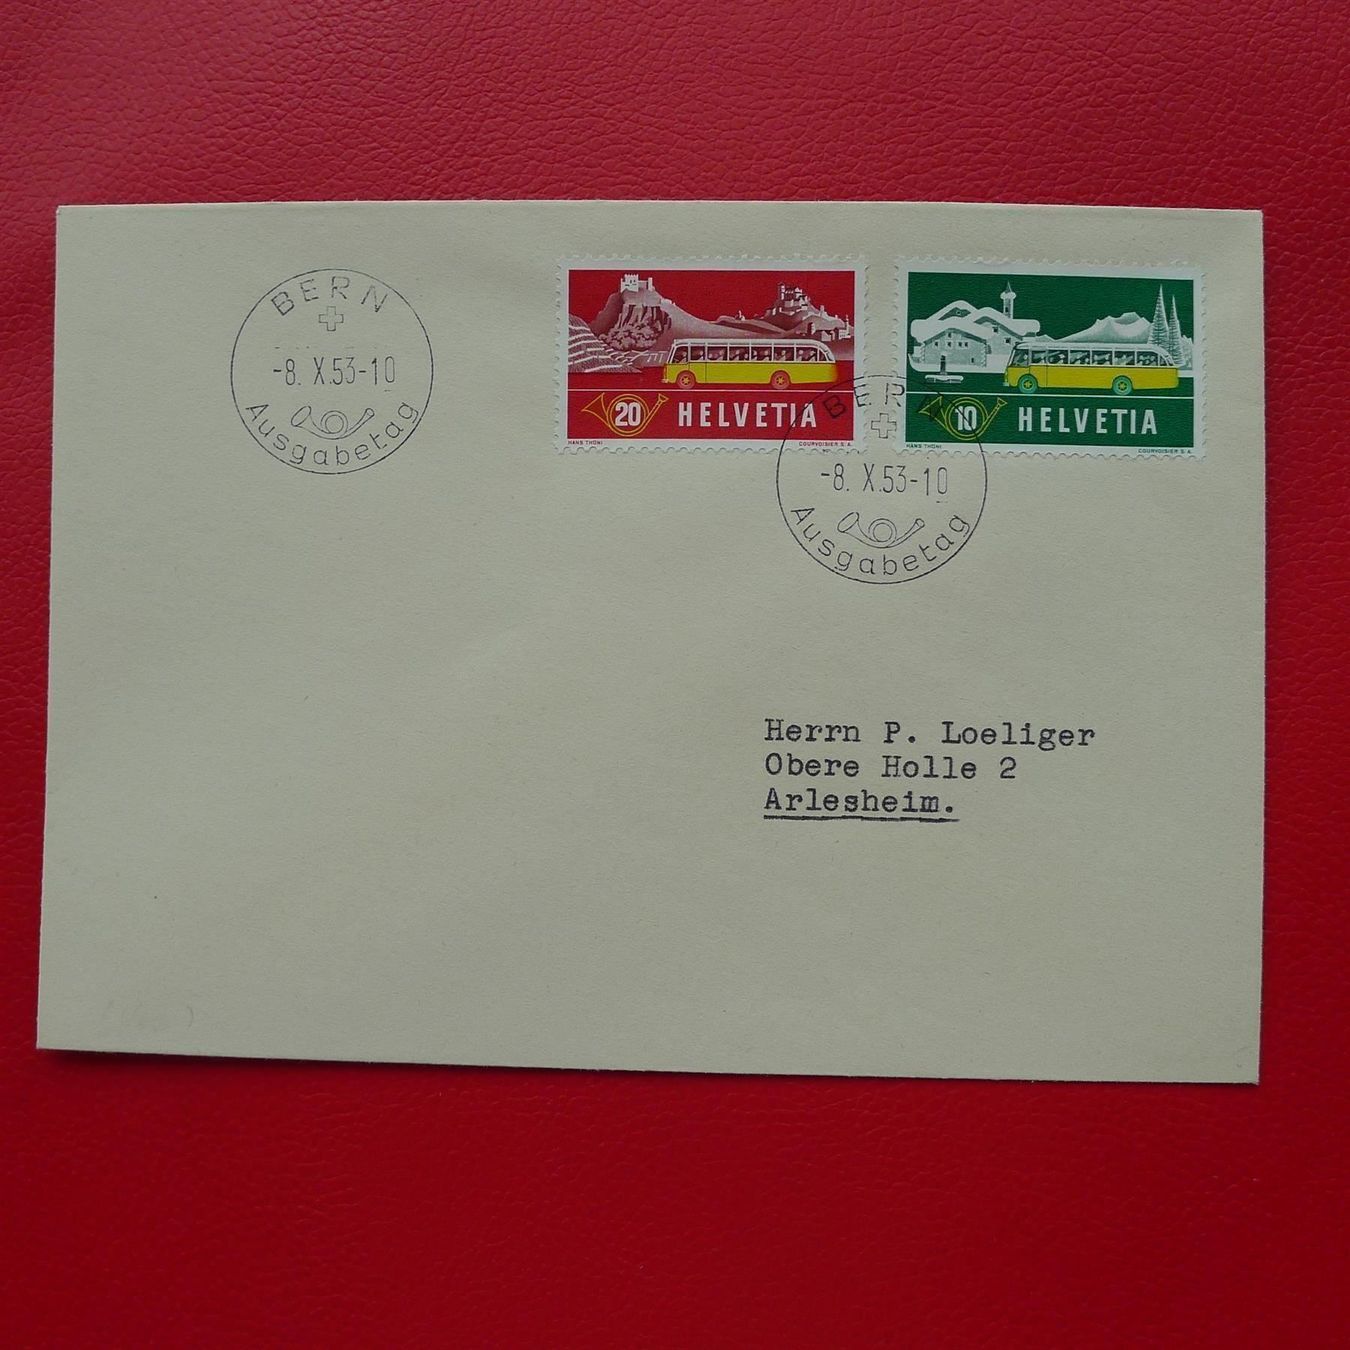 BERN
-8. X.53-10
Ausgabetag
20 HELVETIA
HANS THÖNI COURVOISIER S. A.
10 HELVETIA
HANS THÖNI COURVOISIER S. A.
BERN
-8. X.53-10
Ausgabetag
Herrn P. Loeliger
Obere Holle 2
Arlesheim.